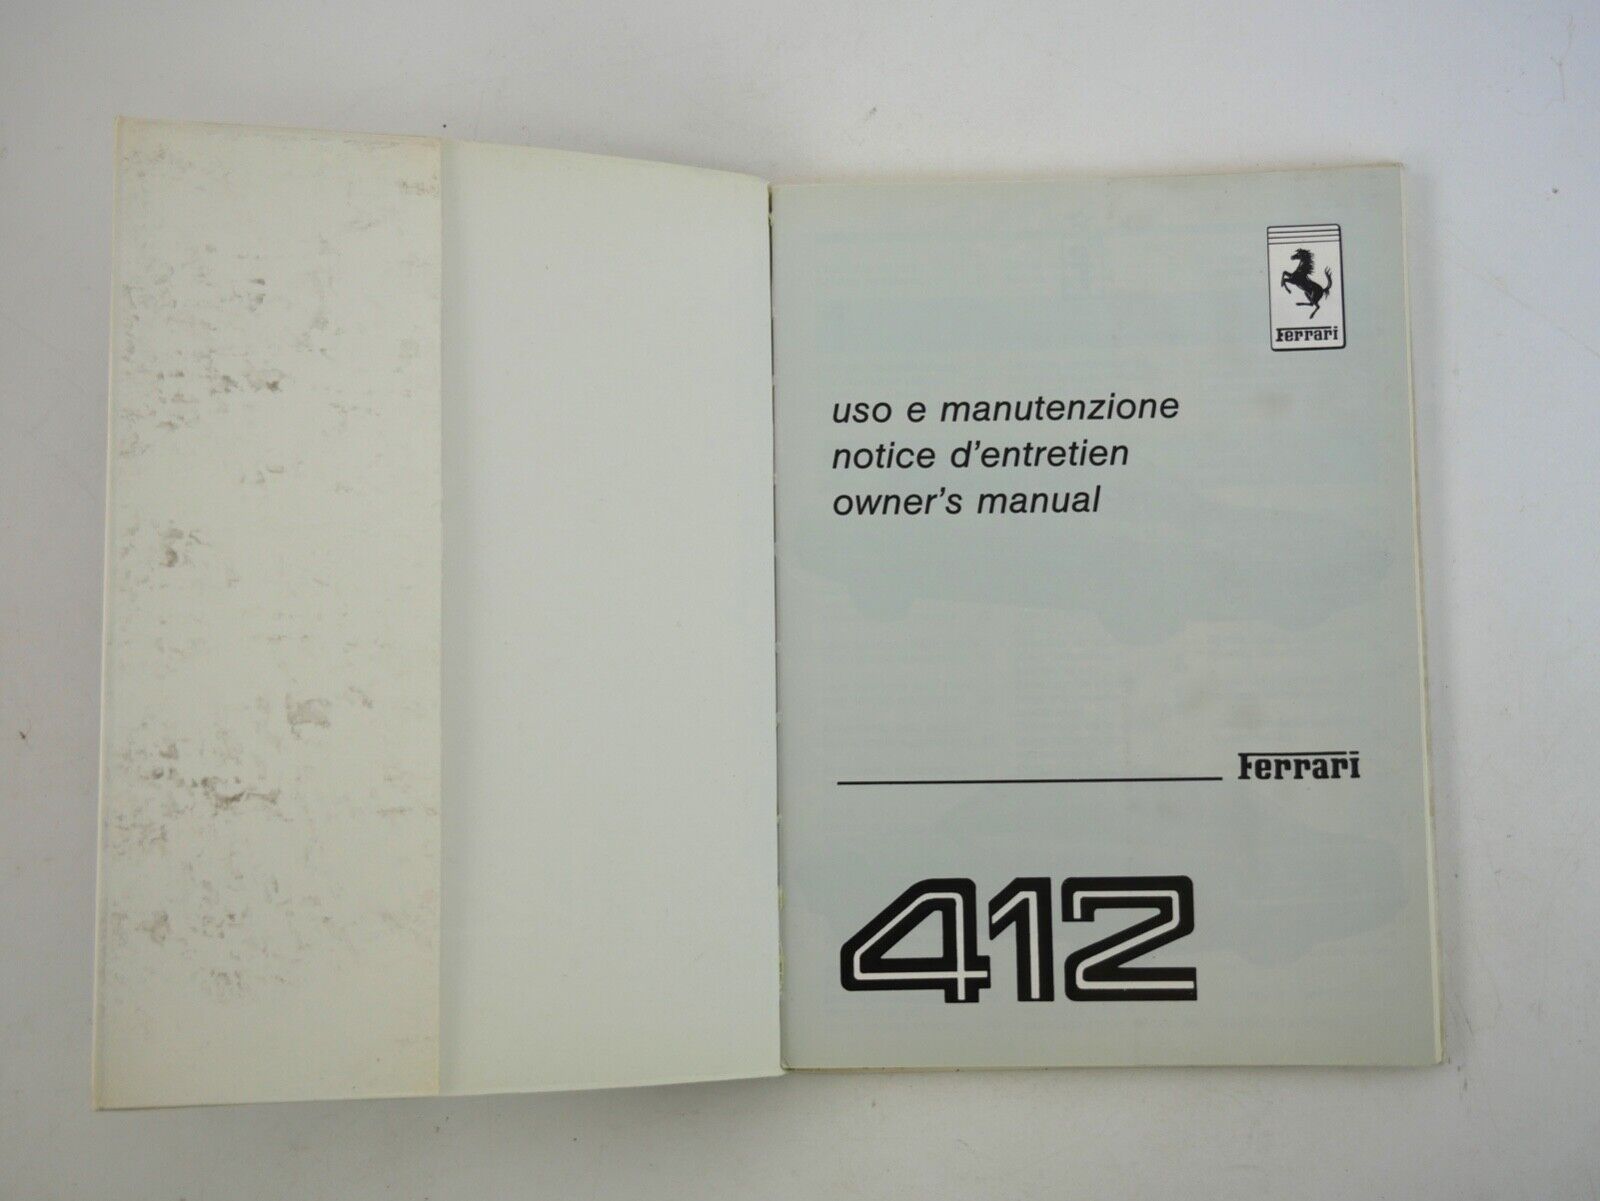 Ferrari
uso e manutenzione
notice d'entretien
owner's manual
Ferrari
412